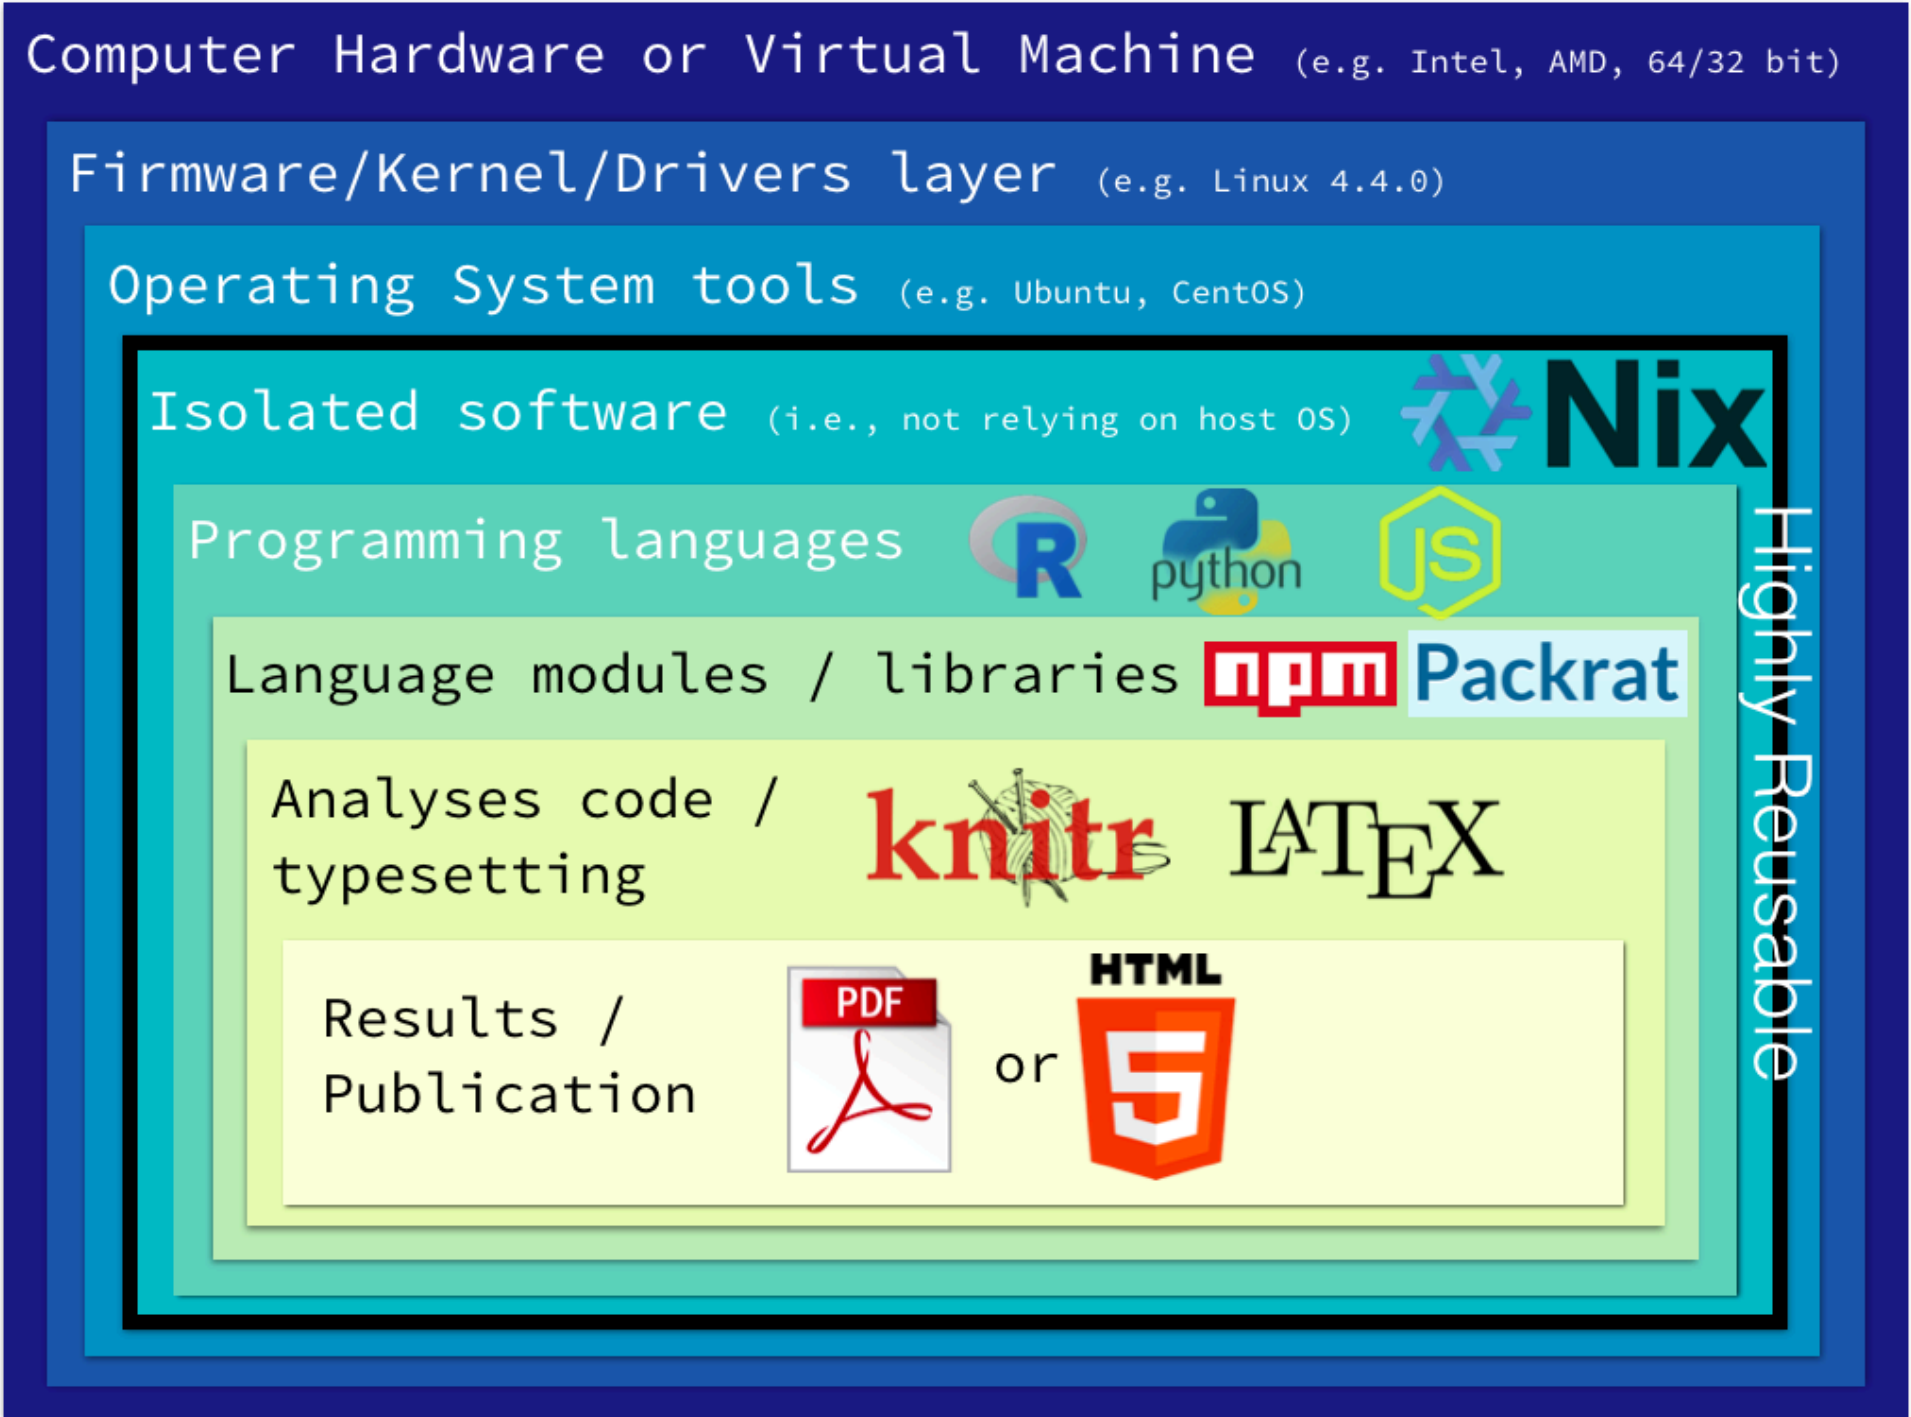 Computer Hardware or Virtual Machine (e.g. Intel, AMD, 64/32 bit)
Firmware/Kernel/Drivers layer (e.g. Linux 4.4.0)
Operating System tools (e.g. Ubuntu, CentOS)
Isolated software (i.e., not relying on host OS) Nix
Programming languages R python JS
Language modules / libraries npm Packrat
Analyses code /
typesetting
knitr LATEX
Results /
Publication
PDF or HTML
5
Highly Reusable